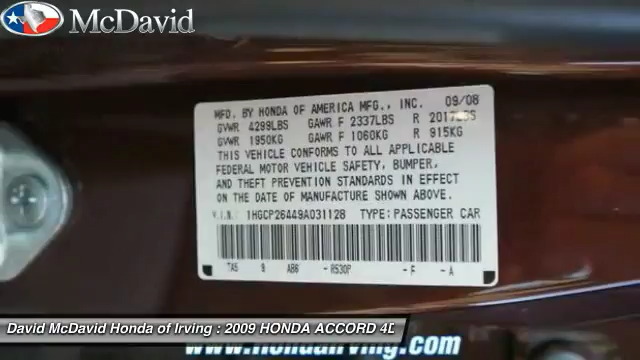 McDavid
MFD. BY HONDA OF AMERICA MFG., INC. 09/08
GVWR 4299LBS GAWR F 2337LBS R 2017LBS
GVWR 1950KG GAWR F 1060KG R 915KG
THIS VEHICLE CONFORMS TO ALL APPLICABLE
FEDERAL MOTOR VEHICLE SAFETY, BUMPER,
AND THEFT PREVENTION STANDARDS IN EFFECT
ON THE DATE OF MANUFACTURE SHOWN ABOVE.
V.I.N.: 1HGCP26449A031128 TYPE: PASSENGER CAR
TA5 9 AB6 -R530P -F -A
David McDavid Honda of Irving : 2009 HONDA ACCORD 4D
www.hondairving.com